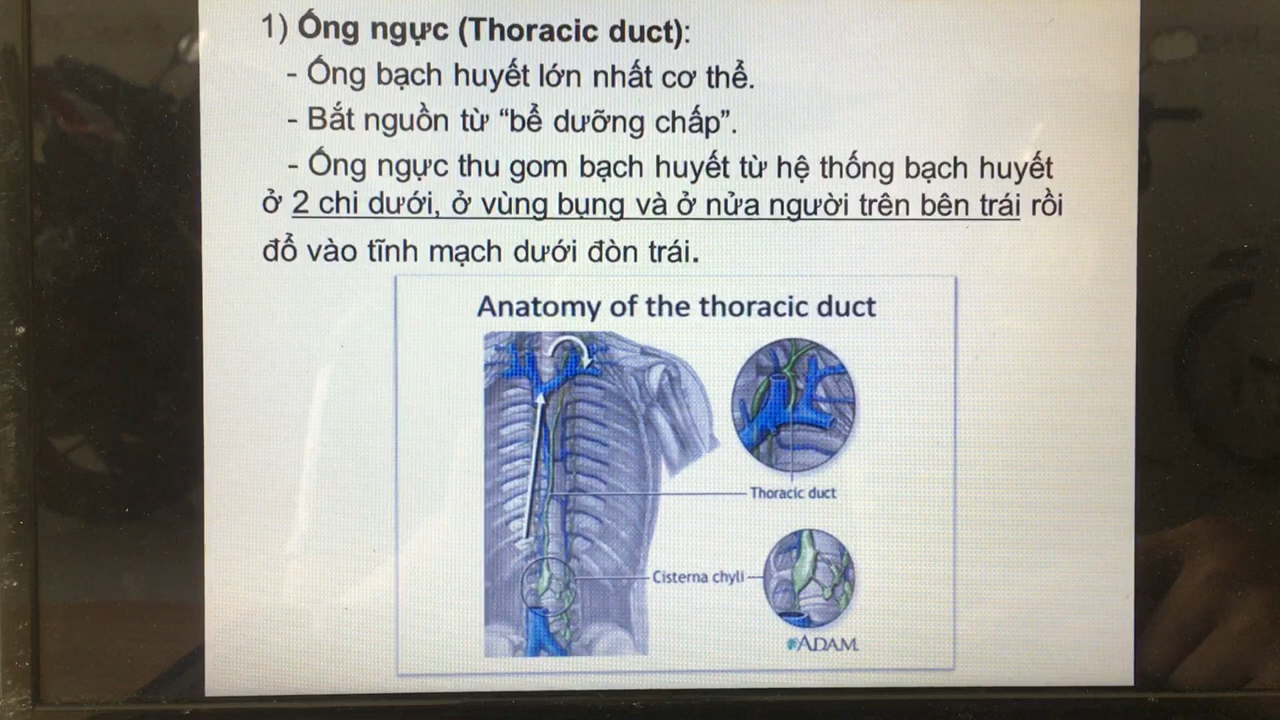 1) Ống ngực (Thoracic duct):
- Ống bạch huyết lớn nhất cơ thể.
- Bắt nguồn từ “bể dưỡng chấp”.
- Ống ngực thu gom bạch huyết từ hệ thống bạch huyết
ở 2 chi dưới, ở vùng bụng và ở nửa người trên bên trái rồi
đổ vào tĩnh mạch dưới đòn trái.
Anatomy of the thoracic duct
Thoracic duct
Cisterna chyli
ADAM